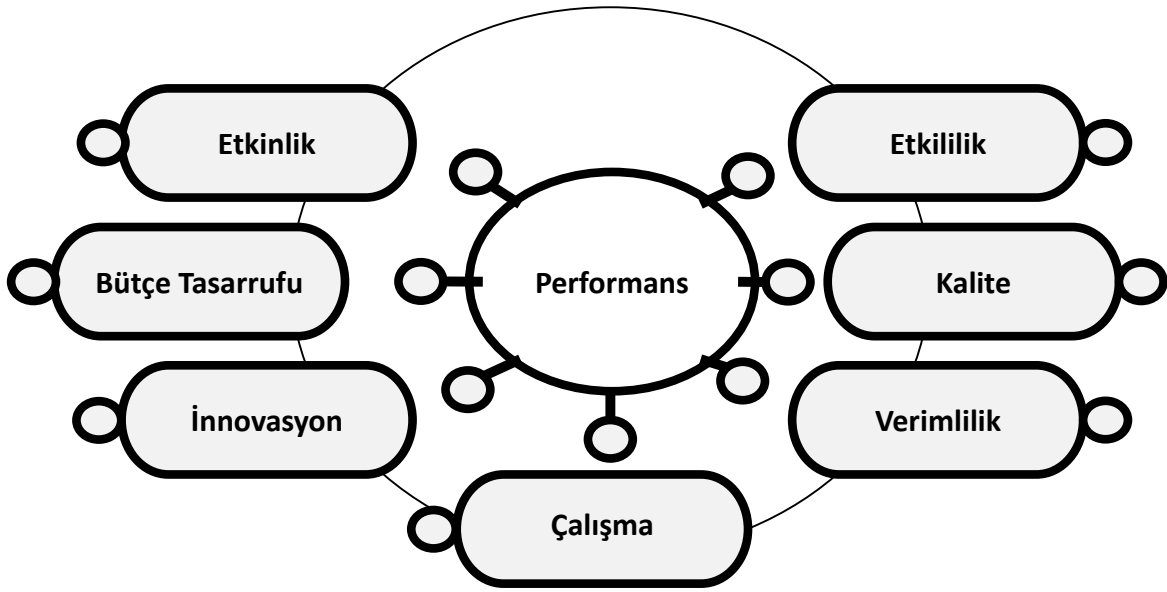 Etkinlik
Etkililik
Bütçe Tasarrufu
Performans
Kalite
İnnovasyon
Verimlilik
Çalışma